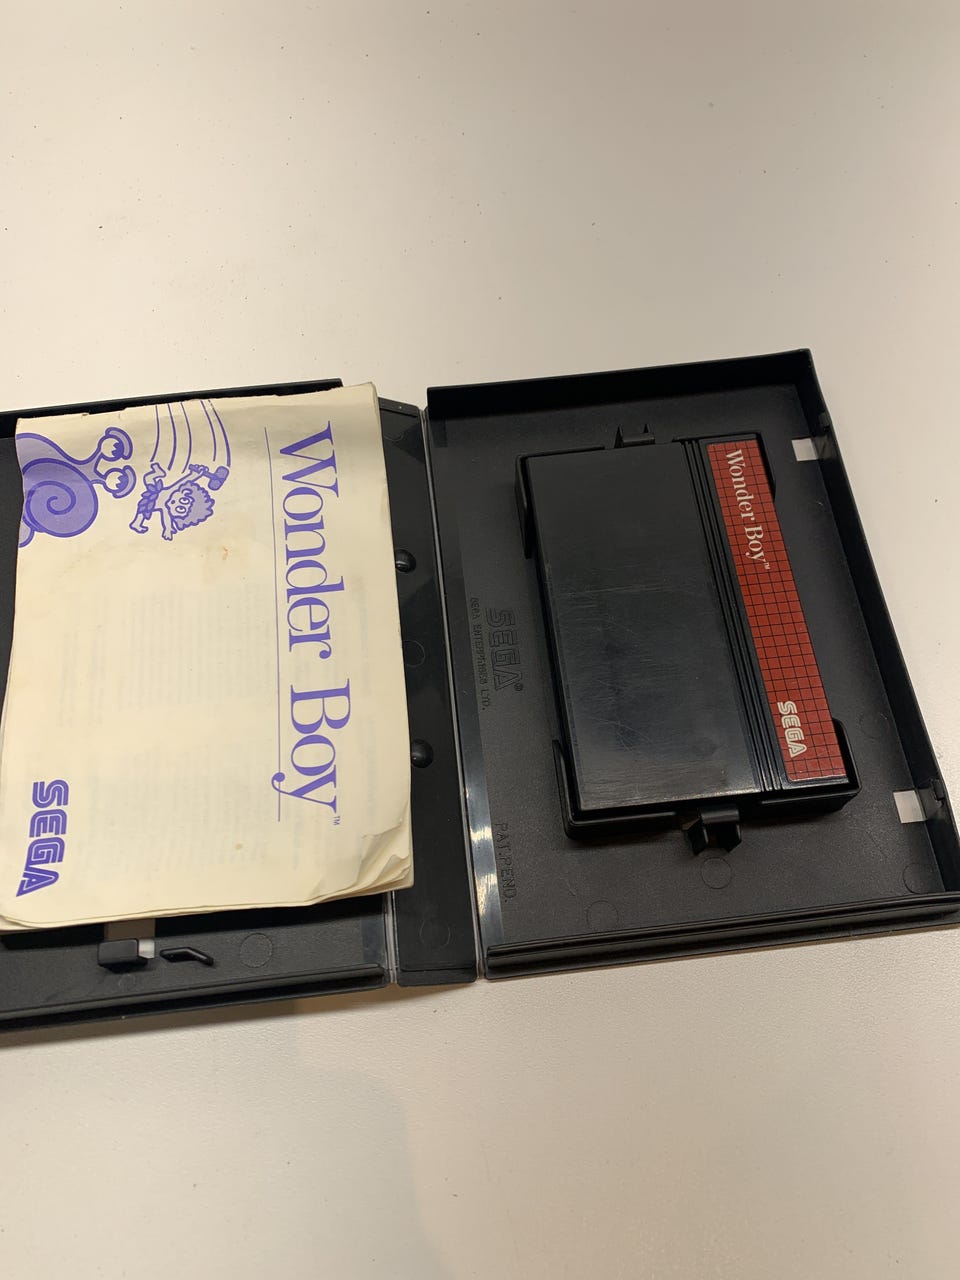 Wonder Boy™
SEGA
SEGA®
SEGA ENTERPRISES LTD.
PAT.PEND.
Wonder Boy™
SEGA